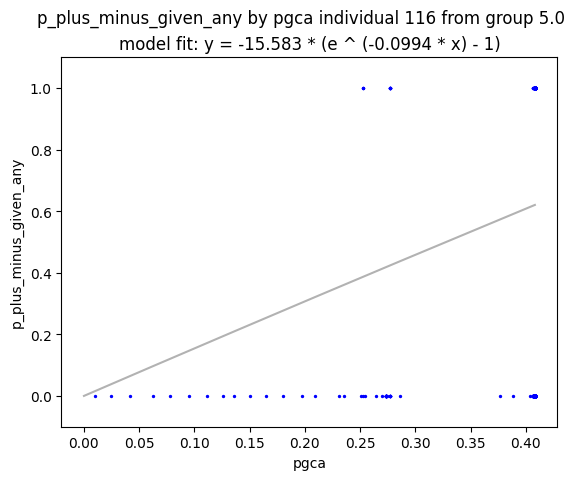 p_plus_minus_given_any by pgca individual 116 from group 5.0
model fit: y = -15.583 * (e ^ (-0.0994 * x) - 1)
1.0
0.8
0.6
0.4
0.2
0.0
p_plus_minus_given_any
0.00 0.05 0.10 0.15 0.20 0.25 0.30 0.35 0.40
pgca